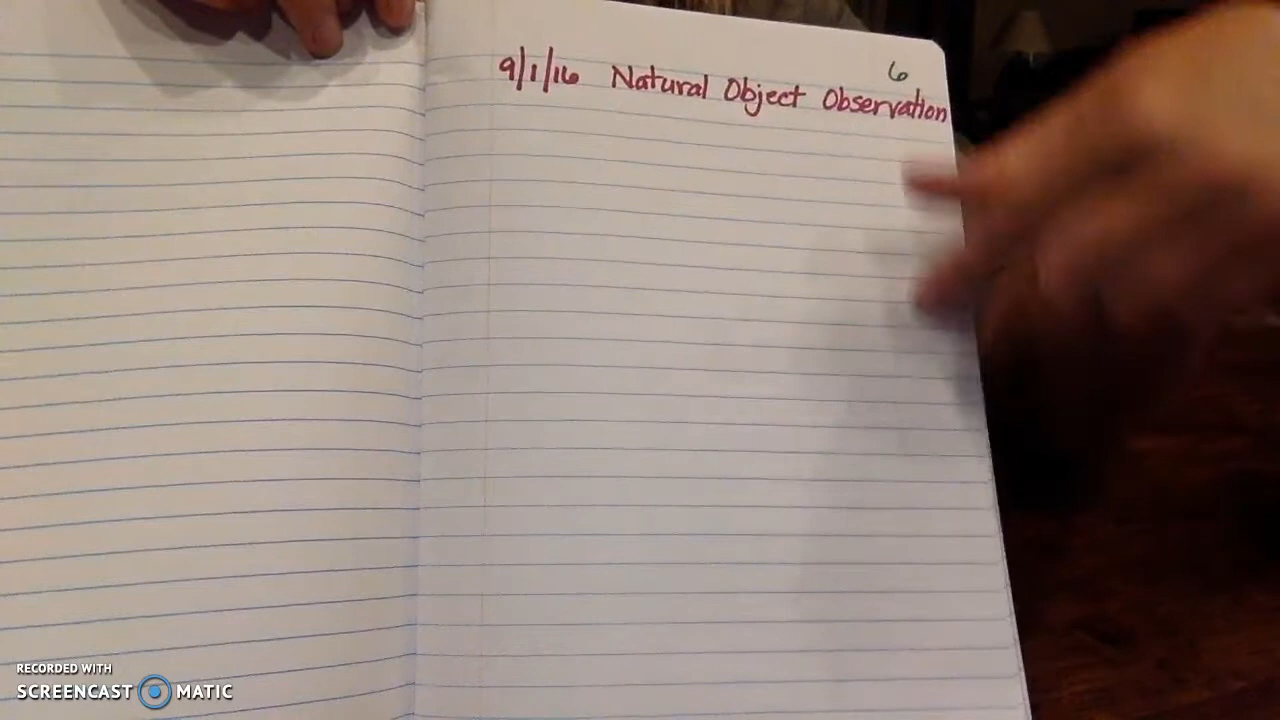 6
9/1/16 Natural Object Observation
RECORDED WITH
SCREENCAST MATIC